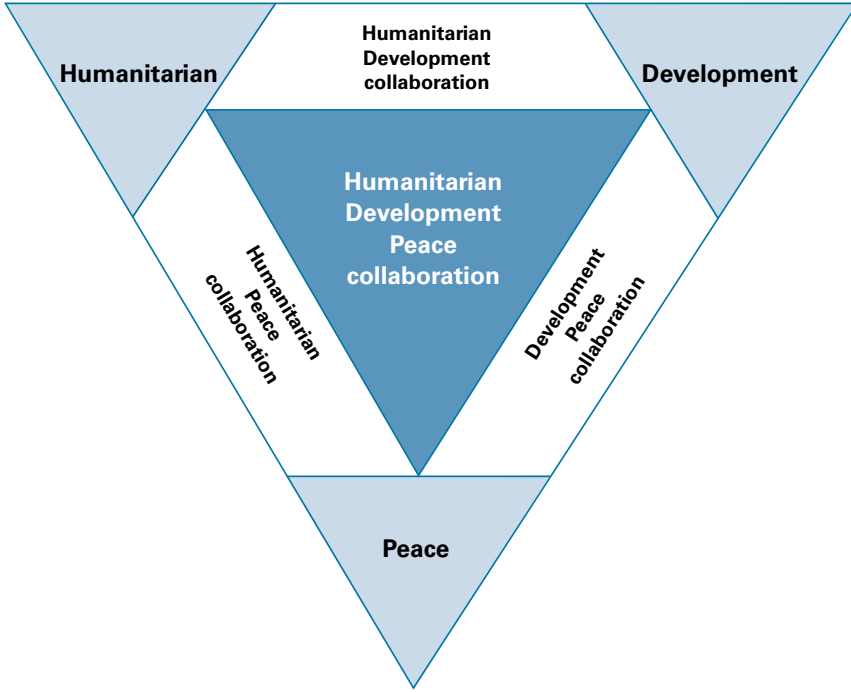 Humanitarian
Development
collaboration
Humanitarian
Development
Humanitarian
Development
Peace
collaboration
Humanitarian
Peace
collaboration
Development
Peace
collaboration
Peace